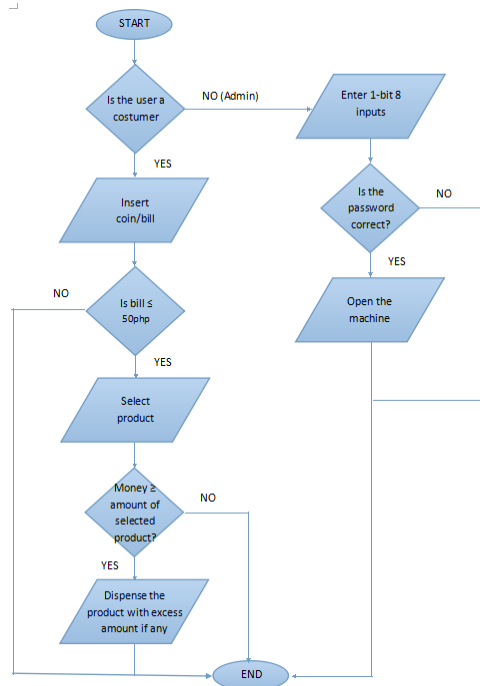 START
Is the user a
costumer
NO (Admin)
Enter 1-bit 8
inputs
YES
Is the
password
correct?
NO
Insert
coin/bill
YES
NO
Is bill ≤
50php
Open the
machine
YES
Select
product
Money ≥
amount of
selected
product?
NO
YES
Dispense the
product with excess
amount if any
END